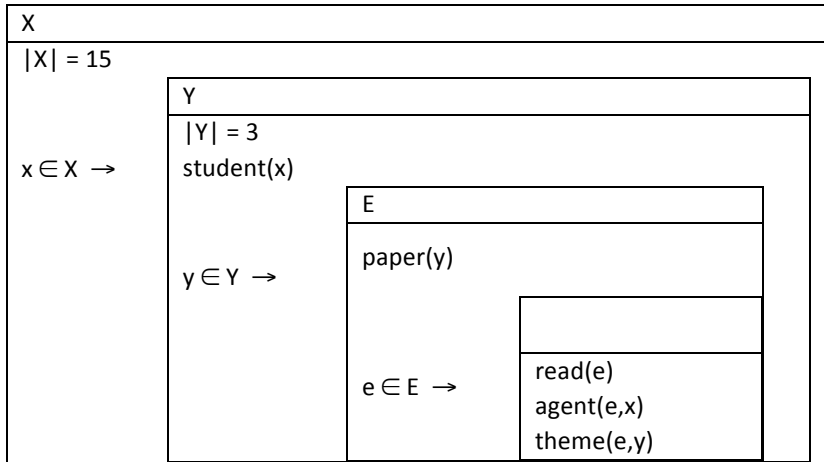 X
|X| = 15
Y
|Y| = 3
x ∈ X → student(x)
E
paper(y)
y ∈ Y →
read(e)
e ∈ E →
agent(e,x)
theme(e,y)